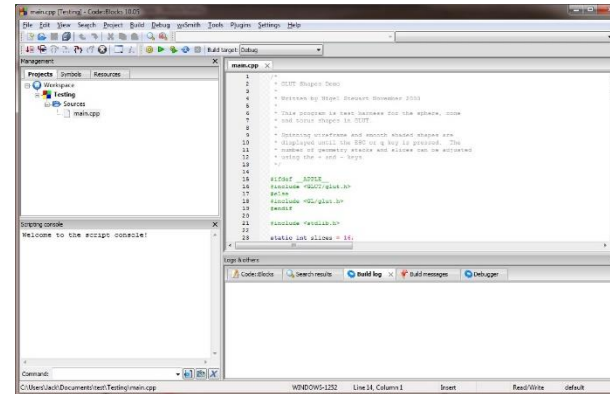 main.cpp [Testing] - Code::Blocks 10.05
File Edit View Search Project Build Debug wxSmith Tools Plugins Settings Help
Build target: Debug
Management
Projects Symbols Resources
Workspace
Testing
Sources
main.cpp
Scripting console
Welcome to the script console!
Command:
main.cpp
1 /*
2 * GLUT Shapes Demo
3 *
4 * Written by Nigel Stewart November 2003
5 *
6 * This program is test harness for the sphere, cone
7 * and torus shapes in GLUT.
8 *
9 * Spinning wireframe and smooth shaded shapes are
10 * displayed until the ESC or q key is pressed. The
11 * number of geometry stacks and slices can be adjusted
12 * using the + and - keys.
13 */
14
15 #ifdef __APPLE__
16 #include <GLUT/glut.h>
17 #else
18 #include <GL/glut.h>
19 #endif
20
21 #include <stdlib.h>
22
23 static int slices = 16;
Logs & others
Code::Blocks Search results Build log Build messages Debugger
C:\Users\Jack\Documents\test\Testing\main.cpp WINDOWS-1252 Line 14, Column 1 Insert Read/Write default